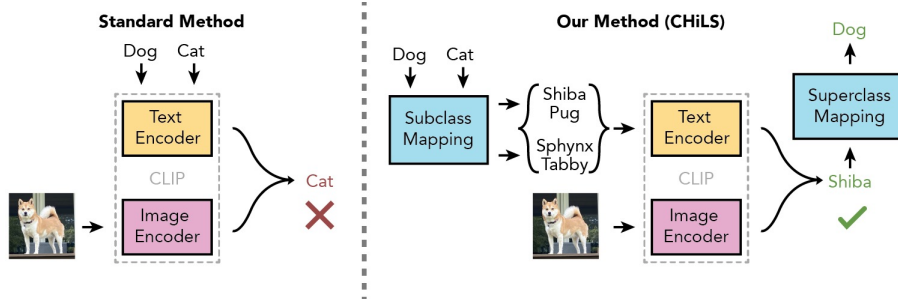 Standard Method
Dog Cat
Text
Encoder
CLIP
Image
Encoder
Cat
Our Method (CHiLS)
Dog Cat
Subclass
Mapping
Shiba
Pug
Sphynx
Tabby
Text
Encoder
CLIP
Image
Encoder
Dog
Superclass
Mapping
Shiba